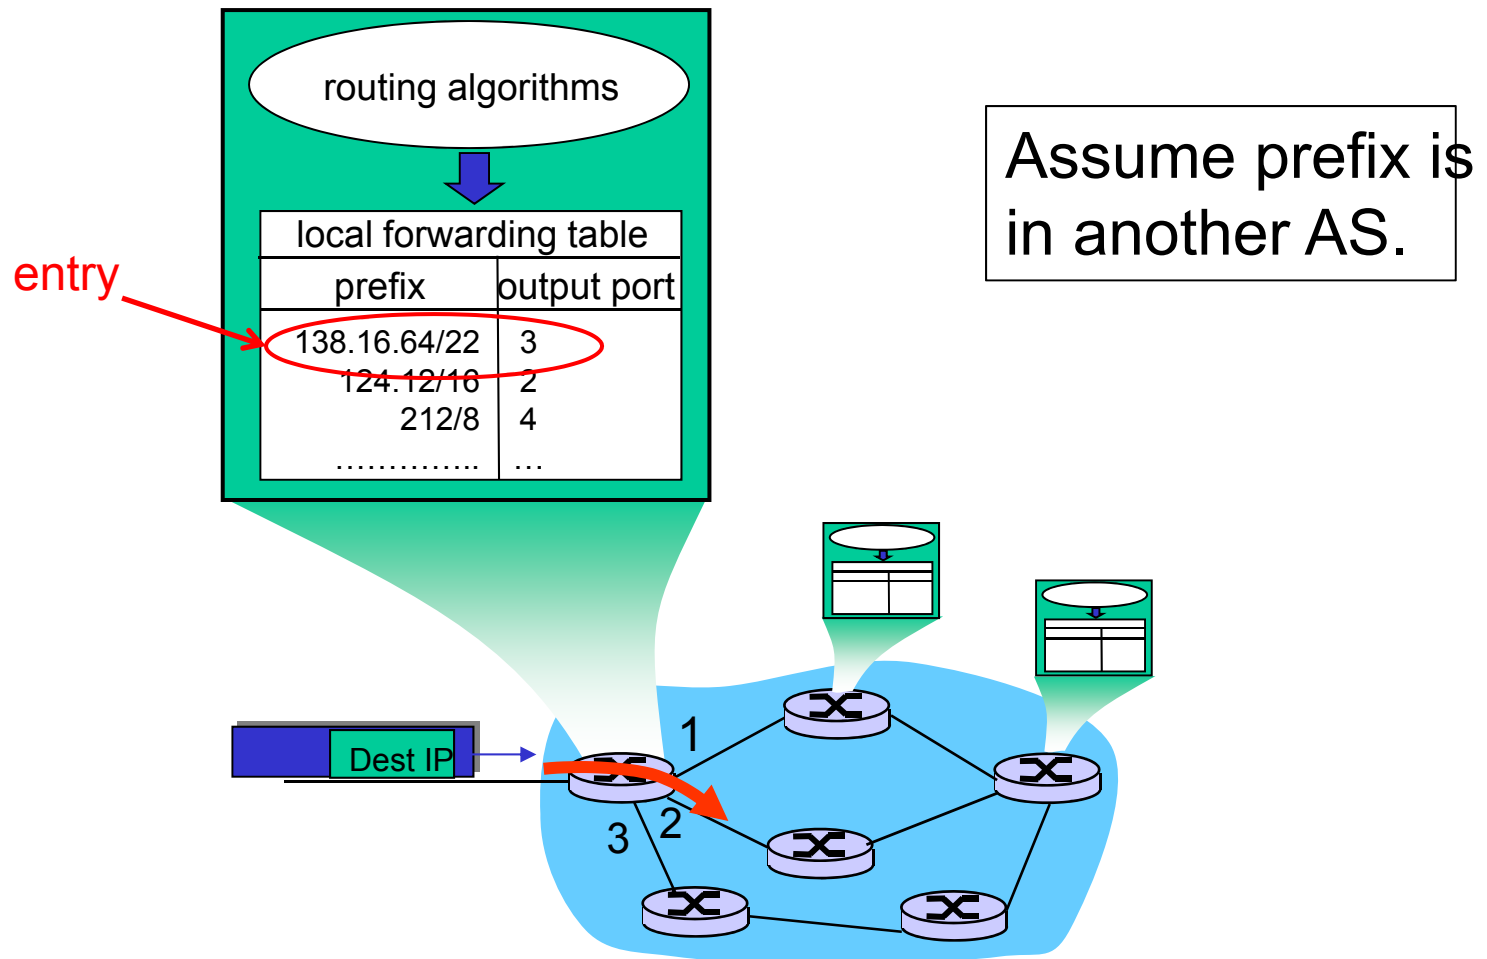 routing algorithms
local forwarding table
prefix output port
138.16.64/22 3
124.12/16 2
212/8 4
………….. …
entry
Assume prefix is
in another AS.
Dest IP
1
2
3